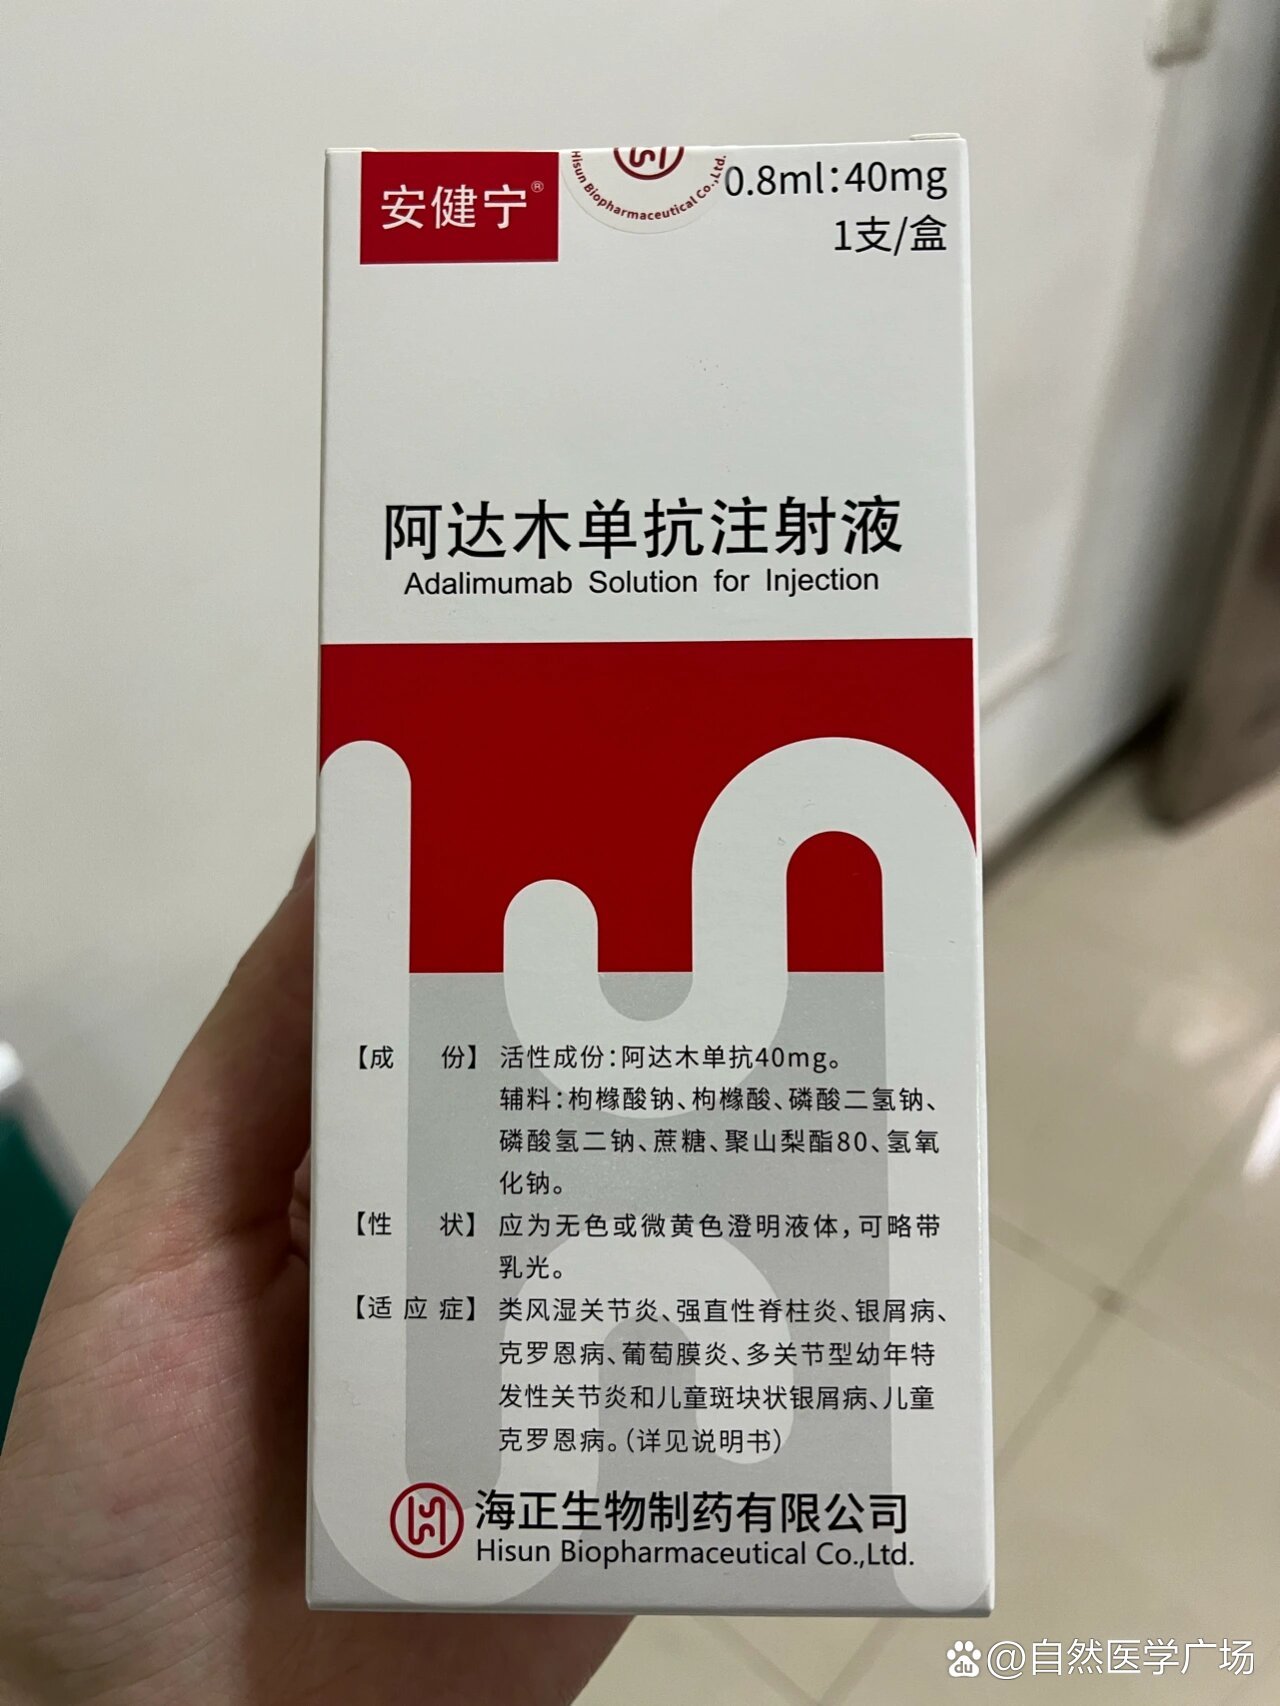 安健宁®
Hisun Biopharmaceutical Co.,Ltd.
0.8ml:40mg
1支/盒
阿达木单抗注射液
Adalimumab Solution for Injection
【成 份】 活性成份:阿达木单抗40mg。
辅料:枸橼酸钠、枸橼酸、磷酸二氢钠、
磷酸氢二钠、蔗糖、聚山梨酯80、氢氧
化钠。
【性 状】 应为无色或微黄色澄明液体,可略带
乳光。
【适 应 症】 类风湿关节炎、强直性脊柱炎、银屑病、
克罗恩病、葡萄膜炎、多关节型幼年特
发性关节炎和儿童斑块状银屑病、儿童
克罗恩病。(详见说明书)
海正生物制药有限公司
Hisun Biopharmaceutical Co.,Ltd.
du @自然医学广场